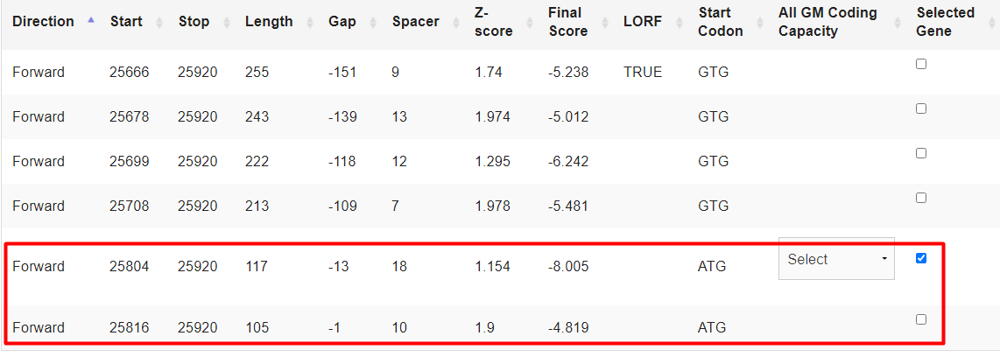 Direction Start Stop Length Gap Spacer Z-score Final Score LORF Start Codon All GM Coding Capacity Selected Gene
Forward 25666 25920 255 -151 9 1.74 -5.238 TRUE GTG
Forward 25678 25920 243 -139 13 1.974 -5.012 GTG
Forward 25699 25920 222 -118 12 1.295 -6.242 GTG
Forward 25708 25920 213 -109 7 1.978 -5.481 GTG
Forward 25804 25920 117 -13 18 1.154 -8.005 ATG Select
Forward 25816 25920 105 -1 10 1.9 -4.819 ATG